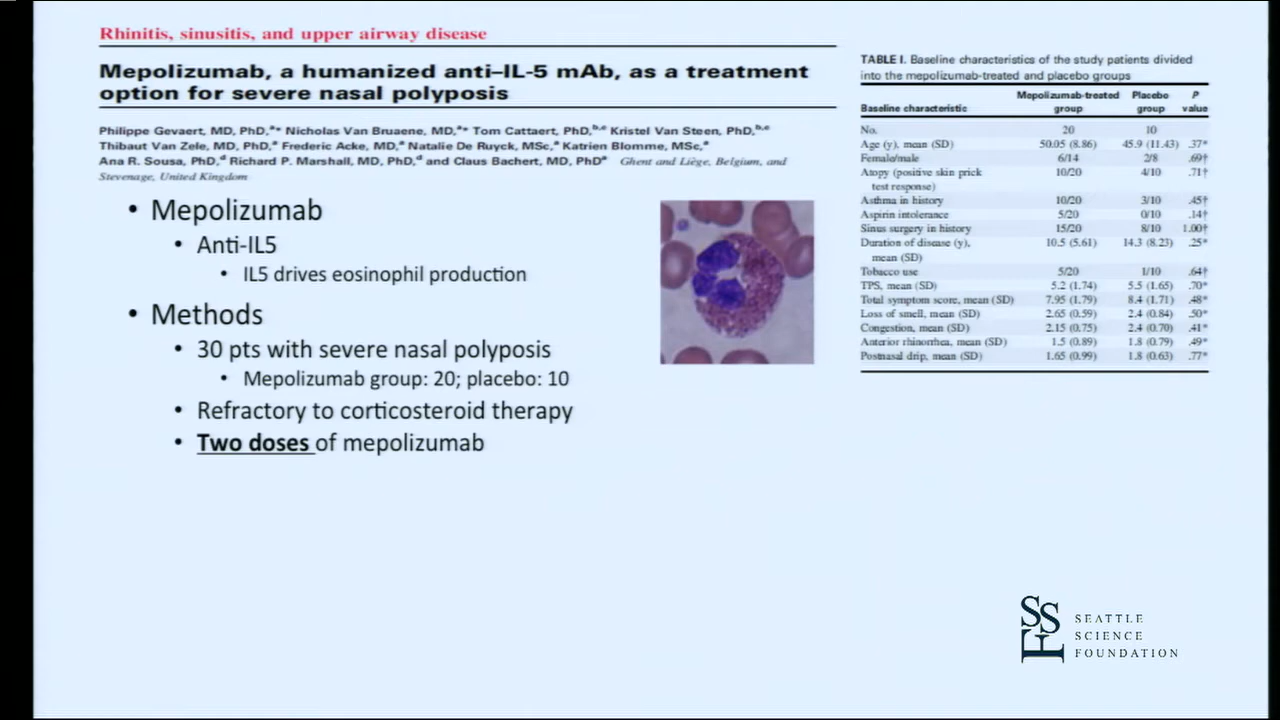 Rhinitis, sinusitis, and upper airway disease
Mepolizumab, a humanized anti–IL-5 mAb, as a treatment
option for severe nasal polyposis
Philippe Gevaert, MD, PhD,a* Nicholas Van Bruaene, MD,a* Tom Cattaert, PhD,b,c Kristel Van Steen, PhD,b,c
Thibaut Van Zele, MD, PhD,a Frederic Acke, MD,a Natalie De Ruyck, MSc,a Katrien Blomme, MSc,a
Ana R. Sousa, PhD,d Richard P. Marshall, MD, PhD,d and Claus Bachert, MD, PhDa Ghent and Liège, Belgium, and
Stevenage, United Kingdom
• Mepolizumab
• Anti-IL5
• IL5 drives eosinophil production
• Methods
• 30 pts with severe nasal polyposis
• Mepolizumab group: 20; placebo: 10
• Refractory to corticosteroid therapy
• Two doses of mepolizumab
TABLE I. Baseline characteristics of the study patients divided
into the mepolizumab-treated and placebo groups
Mepolizumab-treated Placebo P
Baseline characteristic group group value
No. 20 10
Age (y), mean (SD) 50.05 (8.86) 45.9 (11.43) .37*
Female/male 6/14 2/8 .69†
Atopy (positive skin prick 10/20 4/10 .71†
test response)
Asthma in history 10/20 3/10 .45†
Aspirin intolerance 5/20 0/10 .14†
Sinus surgery in history 15/20 8/10 1.00†
Duration of disease (y), 10.5 (5.61) 14.3 (8.23) .25*
mean (SD)
Tobacco use 5/20 1/10 .64†
TPS, mean (SD) 5.2 (1.74) 5.5 (1.65) .70*
Total symptom score, mean (SD) 7.95 (1.79) 8.4 (1.71) .48*
Loss of smell, mean (SD) 2.65 (0.59) 2.4 (0.84) .50*
Congestion, mean (SD) 2.15 (0.75) 2.4 (0.70) .41*
Anterior rhinorrhea, mean (SD) 1.5 (0.89) 1.8 (0.79) .49*
Postnasal drip, mean (SD) 1.65 (0.99) 1.8 (0.63) .77*
SSF
SEATTLE
SCIENCE
FOUNDATION